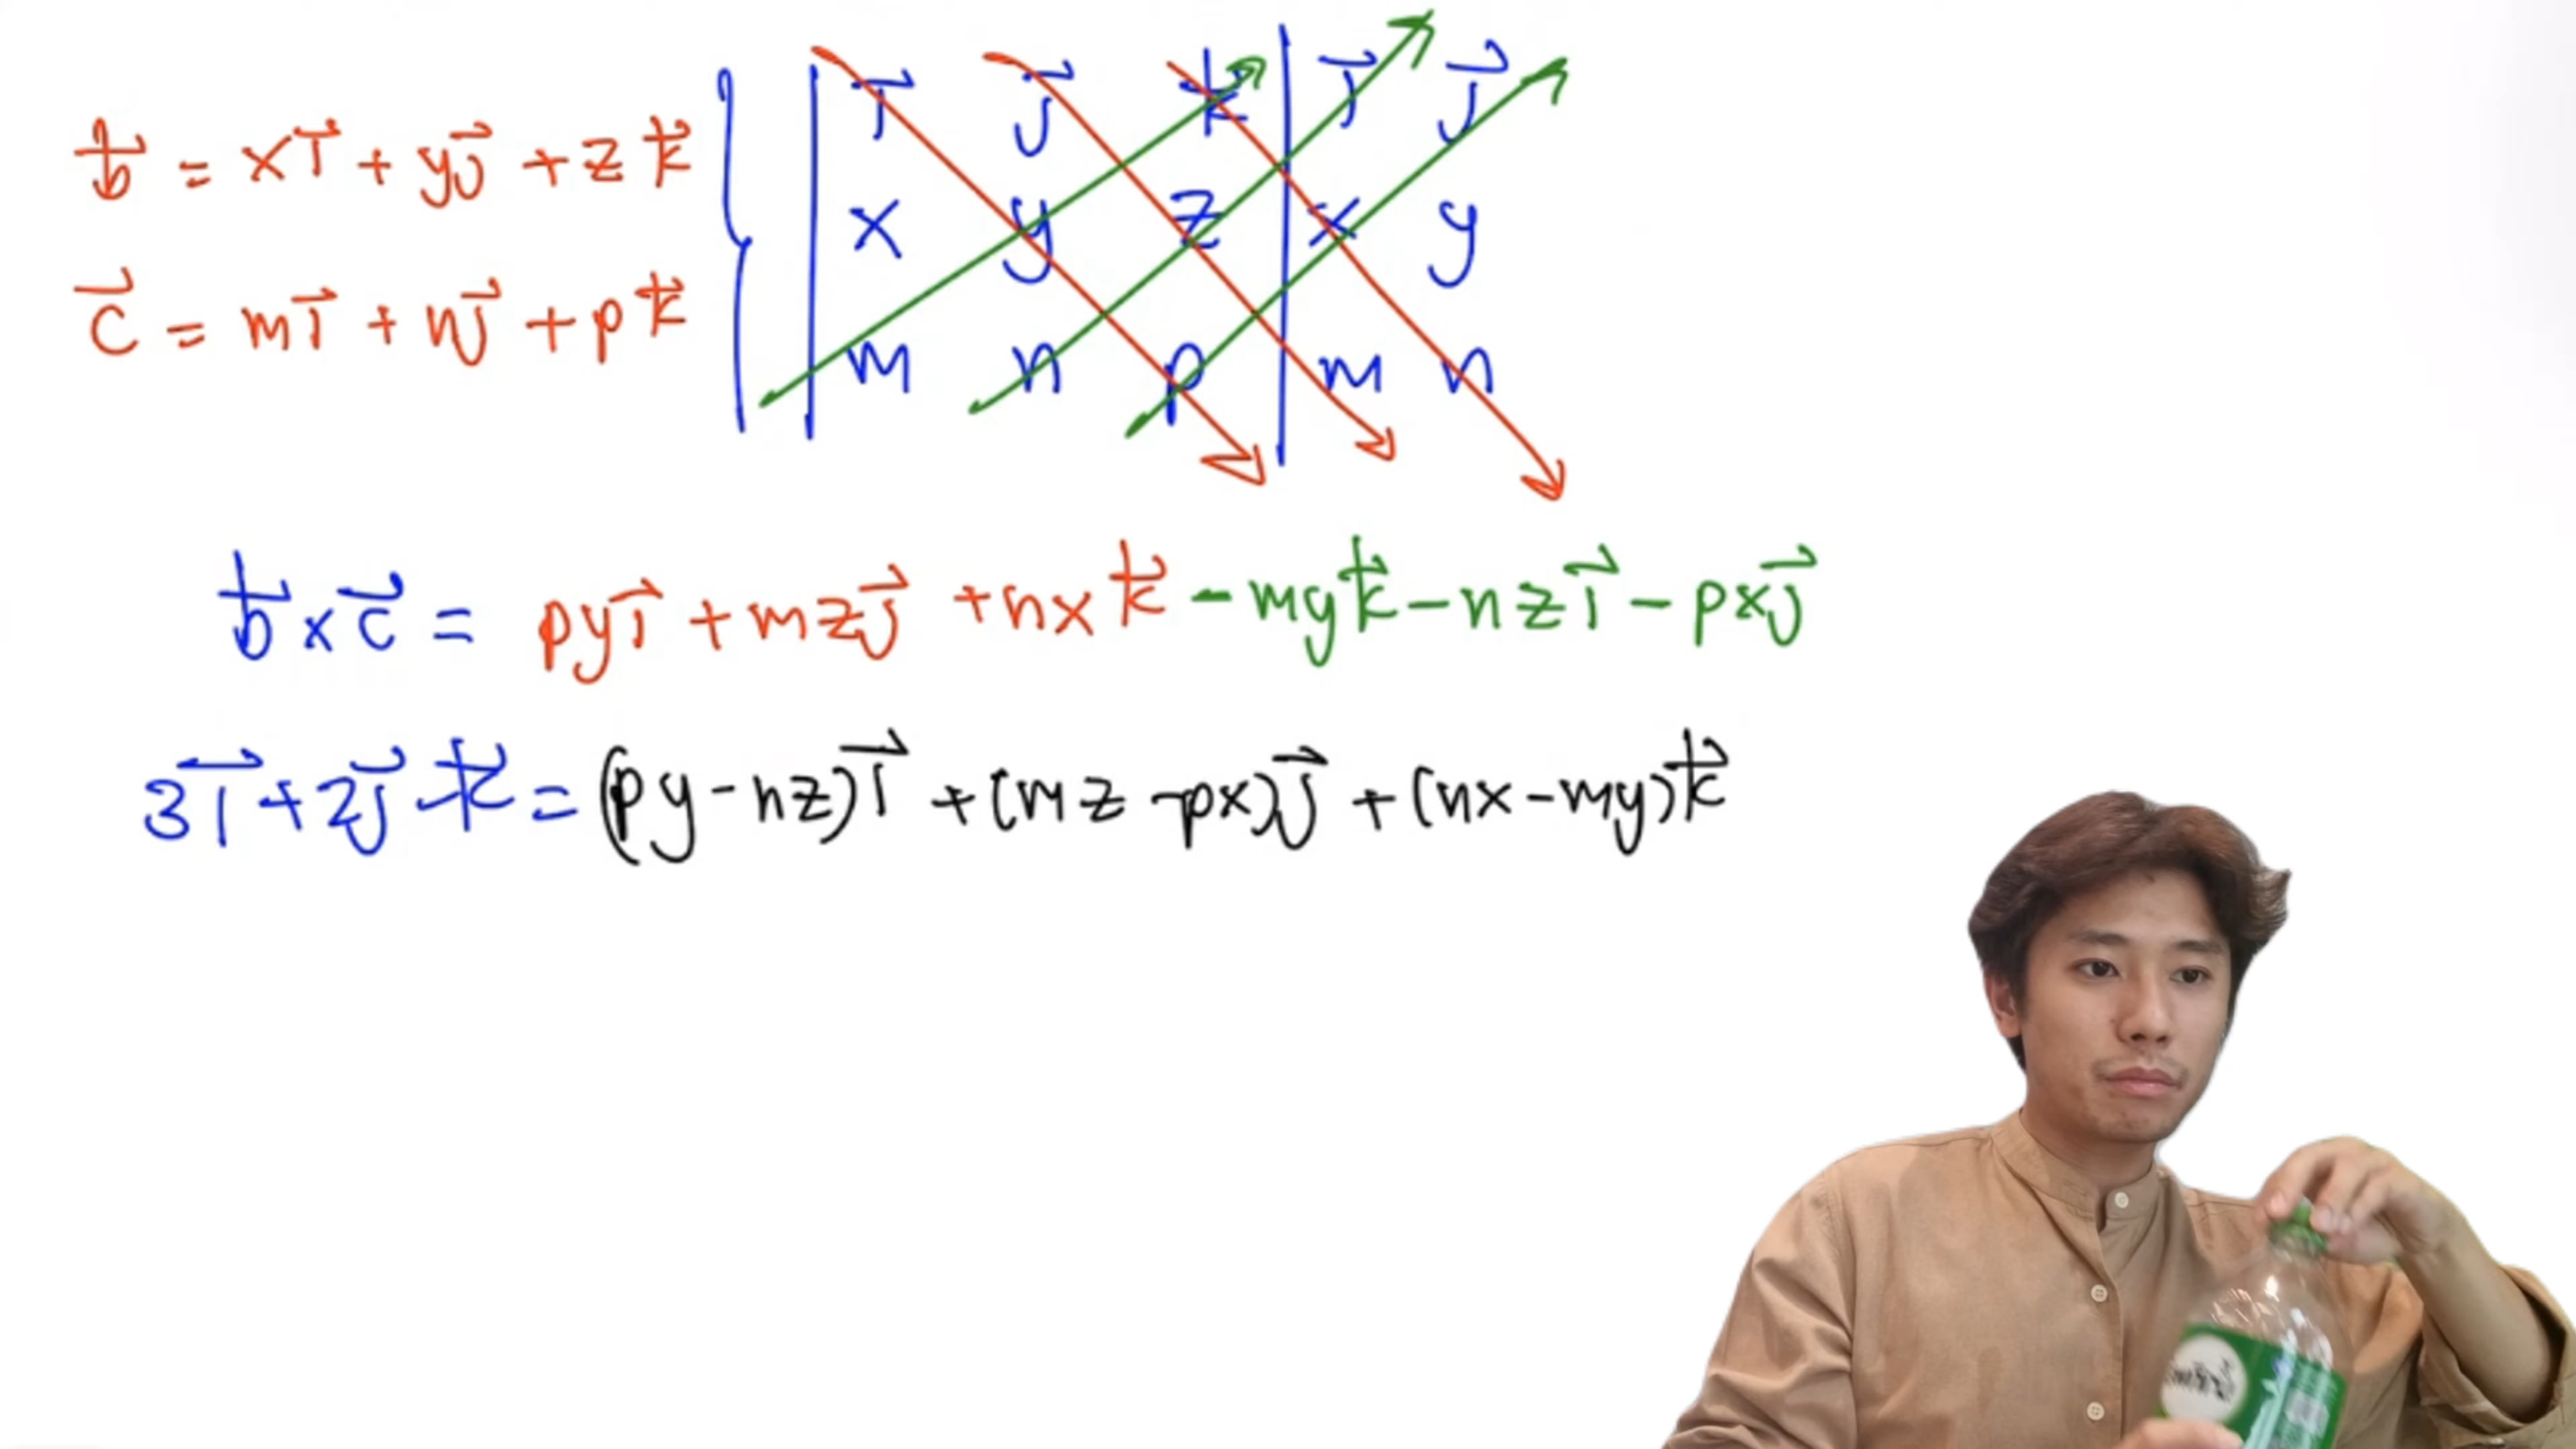 b⃗ = xi⃗ + yj⃗ + zk⃗
c⃗ = mi⃗ + nj⃗ + pk⃗
i⃗ j⃗ k⃗ | i⃗ j⃗
x y z | x y
m n p | m n
b⃗ × c⃗ = pyi⃗ + mzj⃗ + nxk⃗ - myk⃗ - nzi⃗ - pxj⃗
3i⃗ + 2j⃗ - k⃗ = (py - nz)i⃗ + (mz - px)j⃗ + (nx - my)k⃗